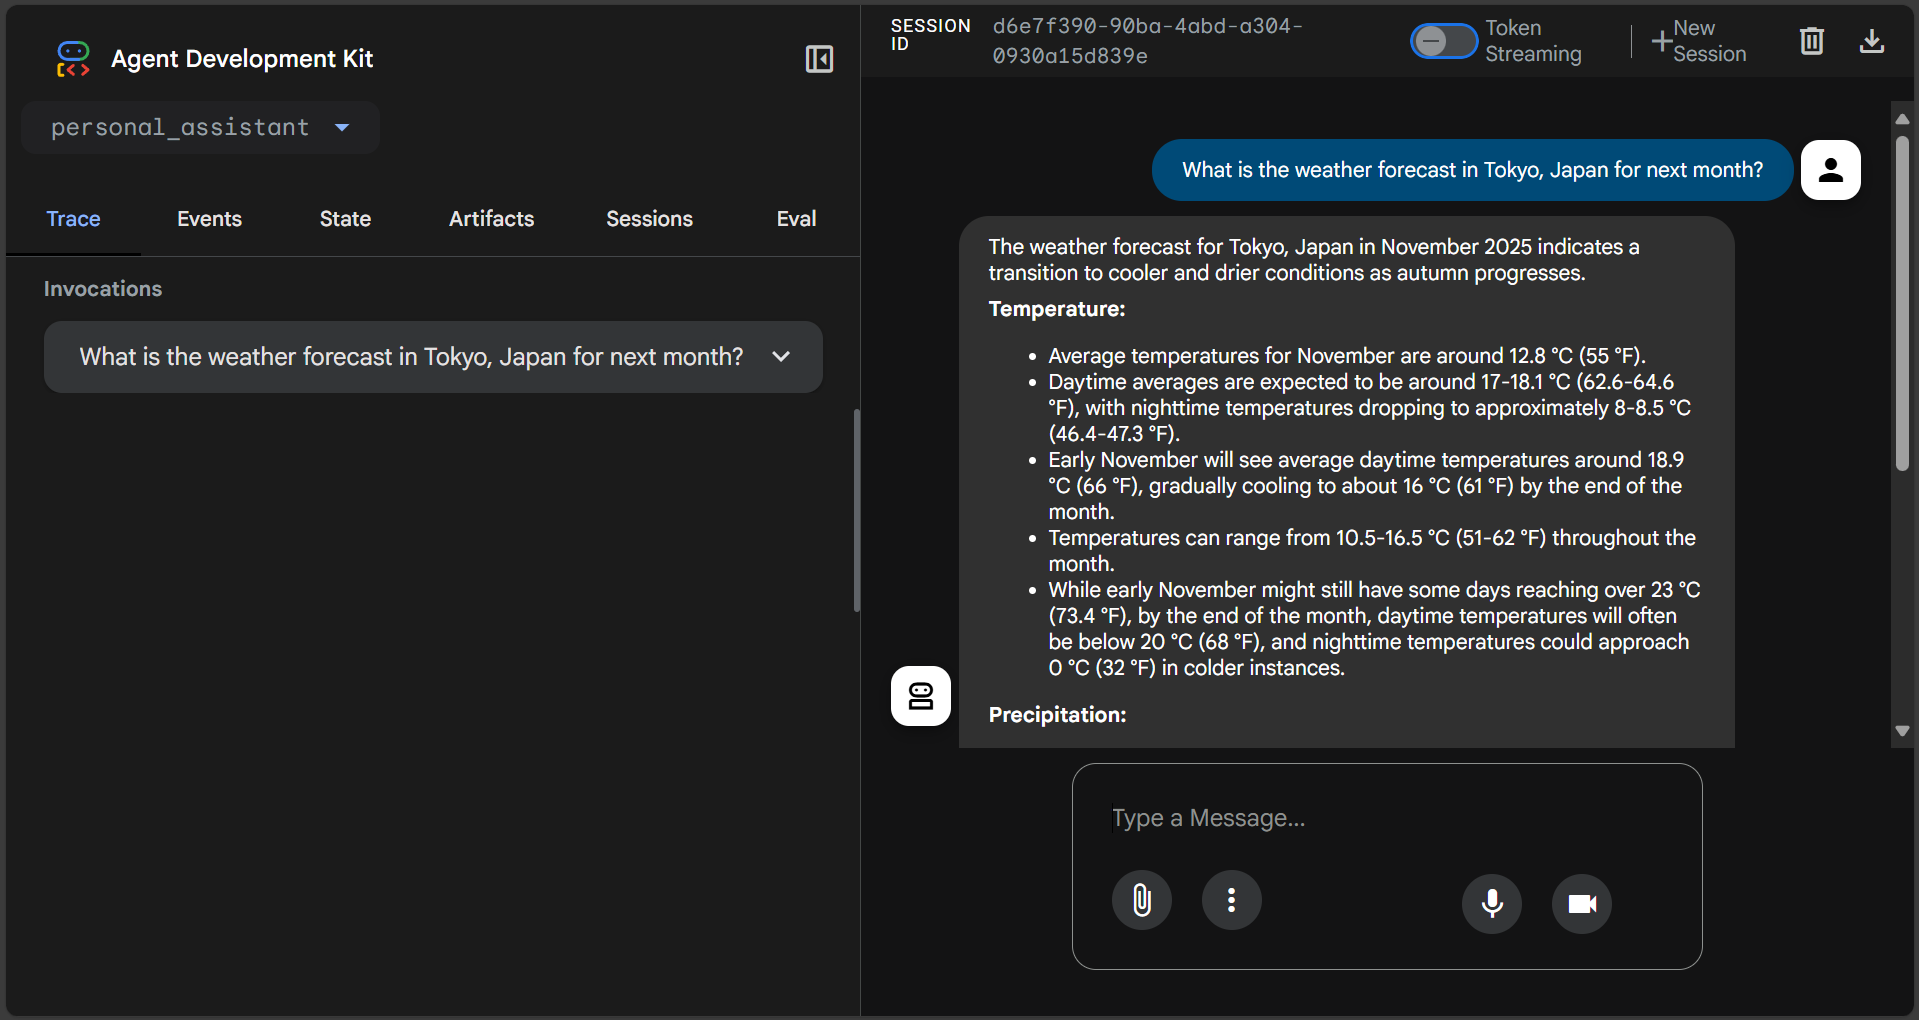 Agent Development Kit
personal_assistant
Trace
Events
State
Artifacts
Sessions
Eval
Invocations
What is the weather forecast in Tokyo, Japan for next month?
SESSION
ID
d6e7f390-90ba-4abd-a304-
0930a15d839e
Token
Streaming
New
Session
What is the weather forecast in Tokyo, Japan for next month?
The weather forecast for Tokyo, Japan in November 2025 indicates a
transition to cooler and drier conditions as autumn progresses.
Temperature:
• Average temperatures for November are around 12.8 °C (55 °F).
• Daytime averages are expected to be around 17-18.1 °C (62.6-64.6
°F), with nighttime temperatures dropping to approximately 8-8.5 °C
(46.4-47.3 °F).
• Early November will see average daytime temperatures around 18.9
°C (66 °F), gradually cooling to about 16 °C (61 °F) by the end of the
month.
• Temperatures can range from 10.5-16.5 °C (51-62 °F) throughout the
month.
• While early November might still have some days reaching over 23 °C
(73.4 °F), by the end of the month, daytime temperatures will often
be below 20 °C (68 °F), and nighttime temperatures could approach
0 °C (32 °F) in colder instances.
Precipitation:
Type a Message...